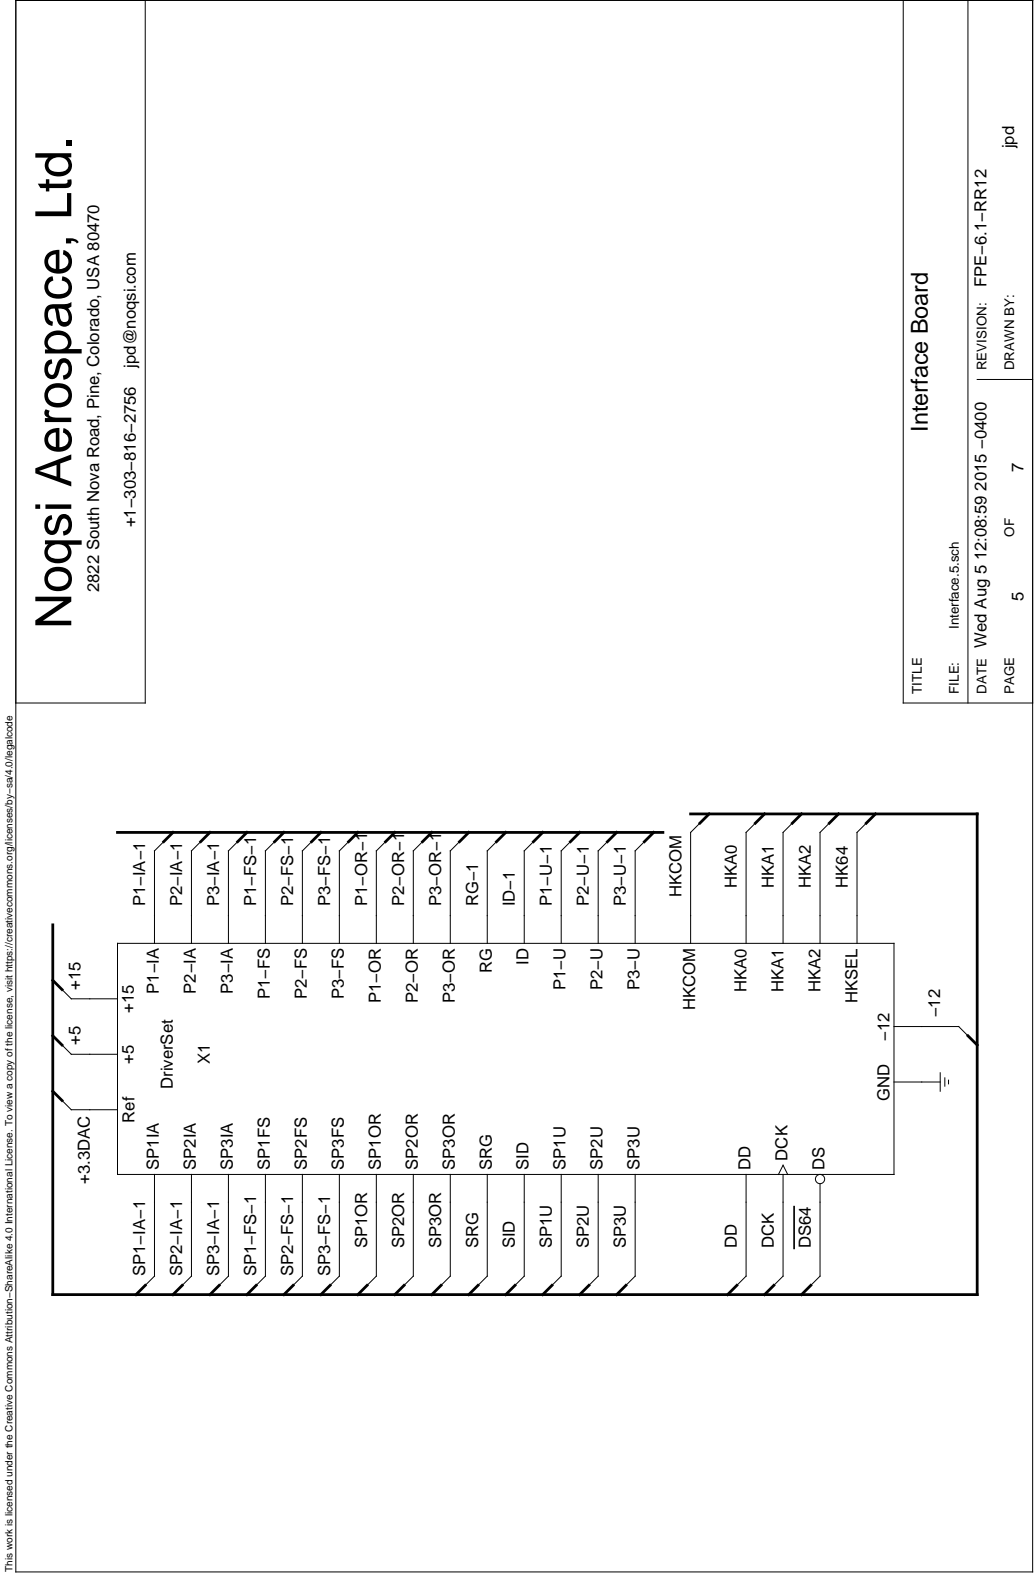 This work is licensed under the Creative Commons Attribution−ShareAlike 4.0 International License. To view a copy of the license, visit https://creativecommons.org/licenses/by−sa/4.0/legalcode
Noqsi Aerospace, Ltd.
2822 South Nova Road, Pine, Colorado, USA 80470
+1−303−816−2756 jpd@noqsi.com
+3.3DAC
+5
+15
Ref
+5
+15
DriverSet
X1
SP1−IA−1
SP1IA
P1−IA
P1−IA−1
SP2−IA−1
SP2IA
P2−IA
P2−IA−1
SP3−IA−1
SP3IA
P3−IA
P3−IA−1
SP1−FS−1
SP1FS
P1−FS
P1−FS−1
SP2−FS−1
SP2FS
P2−FS
P2−FS−1
SP3−FS−1
SP3FS
P3−FS
P3−FS−1
SP1OR
SP1OR
P1−OR
P1−OR−1
SP2OR
SP2OR
P2−OR
P2−OR−1
SP3OR
SP3OR
P3−OR
P3−OR−1
SRG
SRG
RG
RG−1
SID
SID
ID
ID−1
SP1U
SP1U
P1−U
P1−U−1
SP2U
SP2U
P2−U
P2−U−1
SP3U
SP3U
P3−U
P3−U−1
HKCOM
HKCOM
DD
DD
HKA0
HKA0
DCK
DCK
HKA1
HKA1
DS64
DS
HKA2
HKA2
HKSEL
HK64
GND
−12
−12
TITLE
Interface Board
FILE: Interface.5.sch
DATE Wed Aug 5 12:08:59 2015 −0400
REVISION: FPE−6.1−RR12
PAGE 5 OF 7
DRAWN BY: jpd